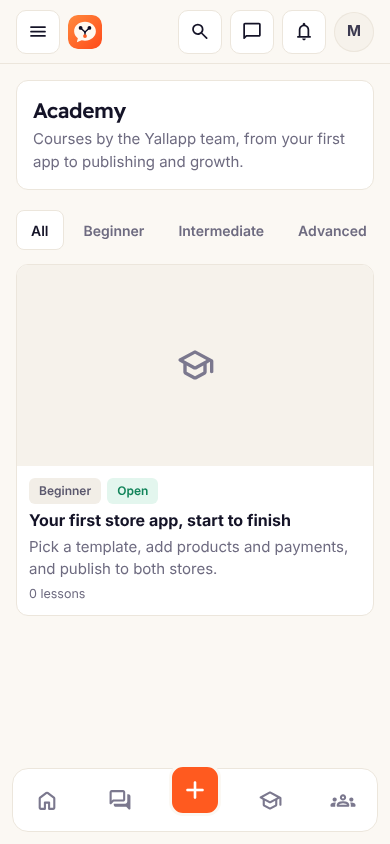 M
Academy
Courses by the Yallapp team, from your first
app to publishing and growth.
All
Beginner
Intermediate
Advanced
Beginner
Open
Your first store app, start to finish
Pick a template, add products and payments,
and publish to both stores.
0 lessons